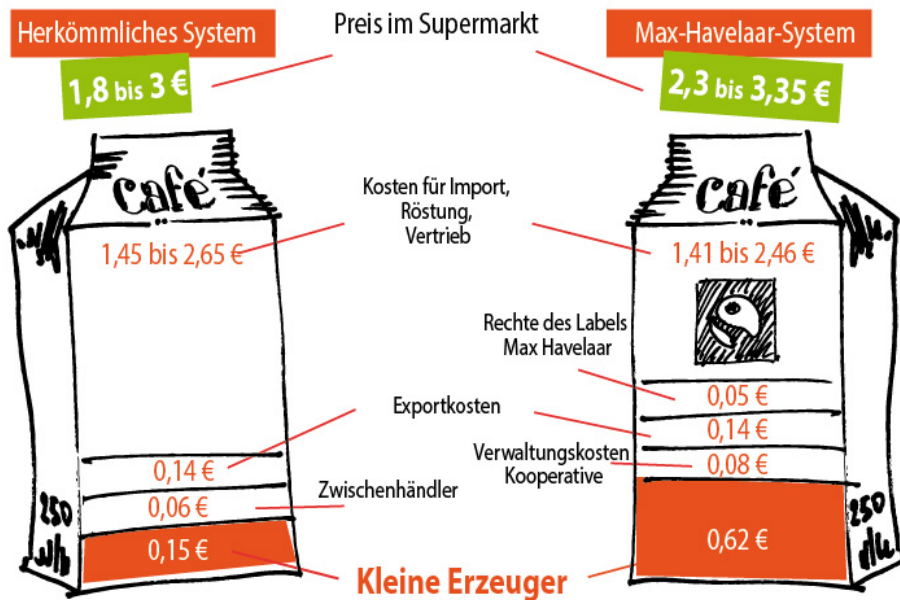 Herkömmliches System
Preis im Supermarkt
Max-Havelaar-System
1,8 bis 3 €
2,3 bis 3,35 €
café
café
Kosten für Import,
Röstung,
Vertrieb
1,45 bis 2,65 €
1,41 bis 2,46 €
Rechte des Labels
Max Havelaar
0,05 €
Exportkosten
0,14 €
0,14 €
Verwaltungskosten
Kooperative
0,08 €
Zwischenhändler
0,06 €
250
250
0,15 €
0,62 €
Kleine Erzeuger